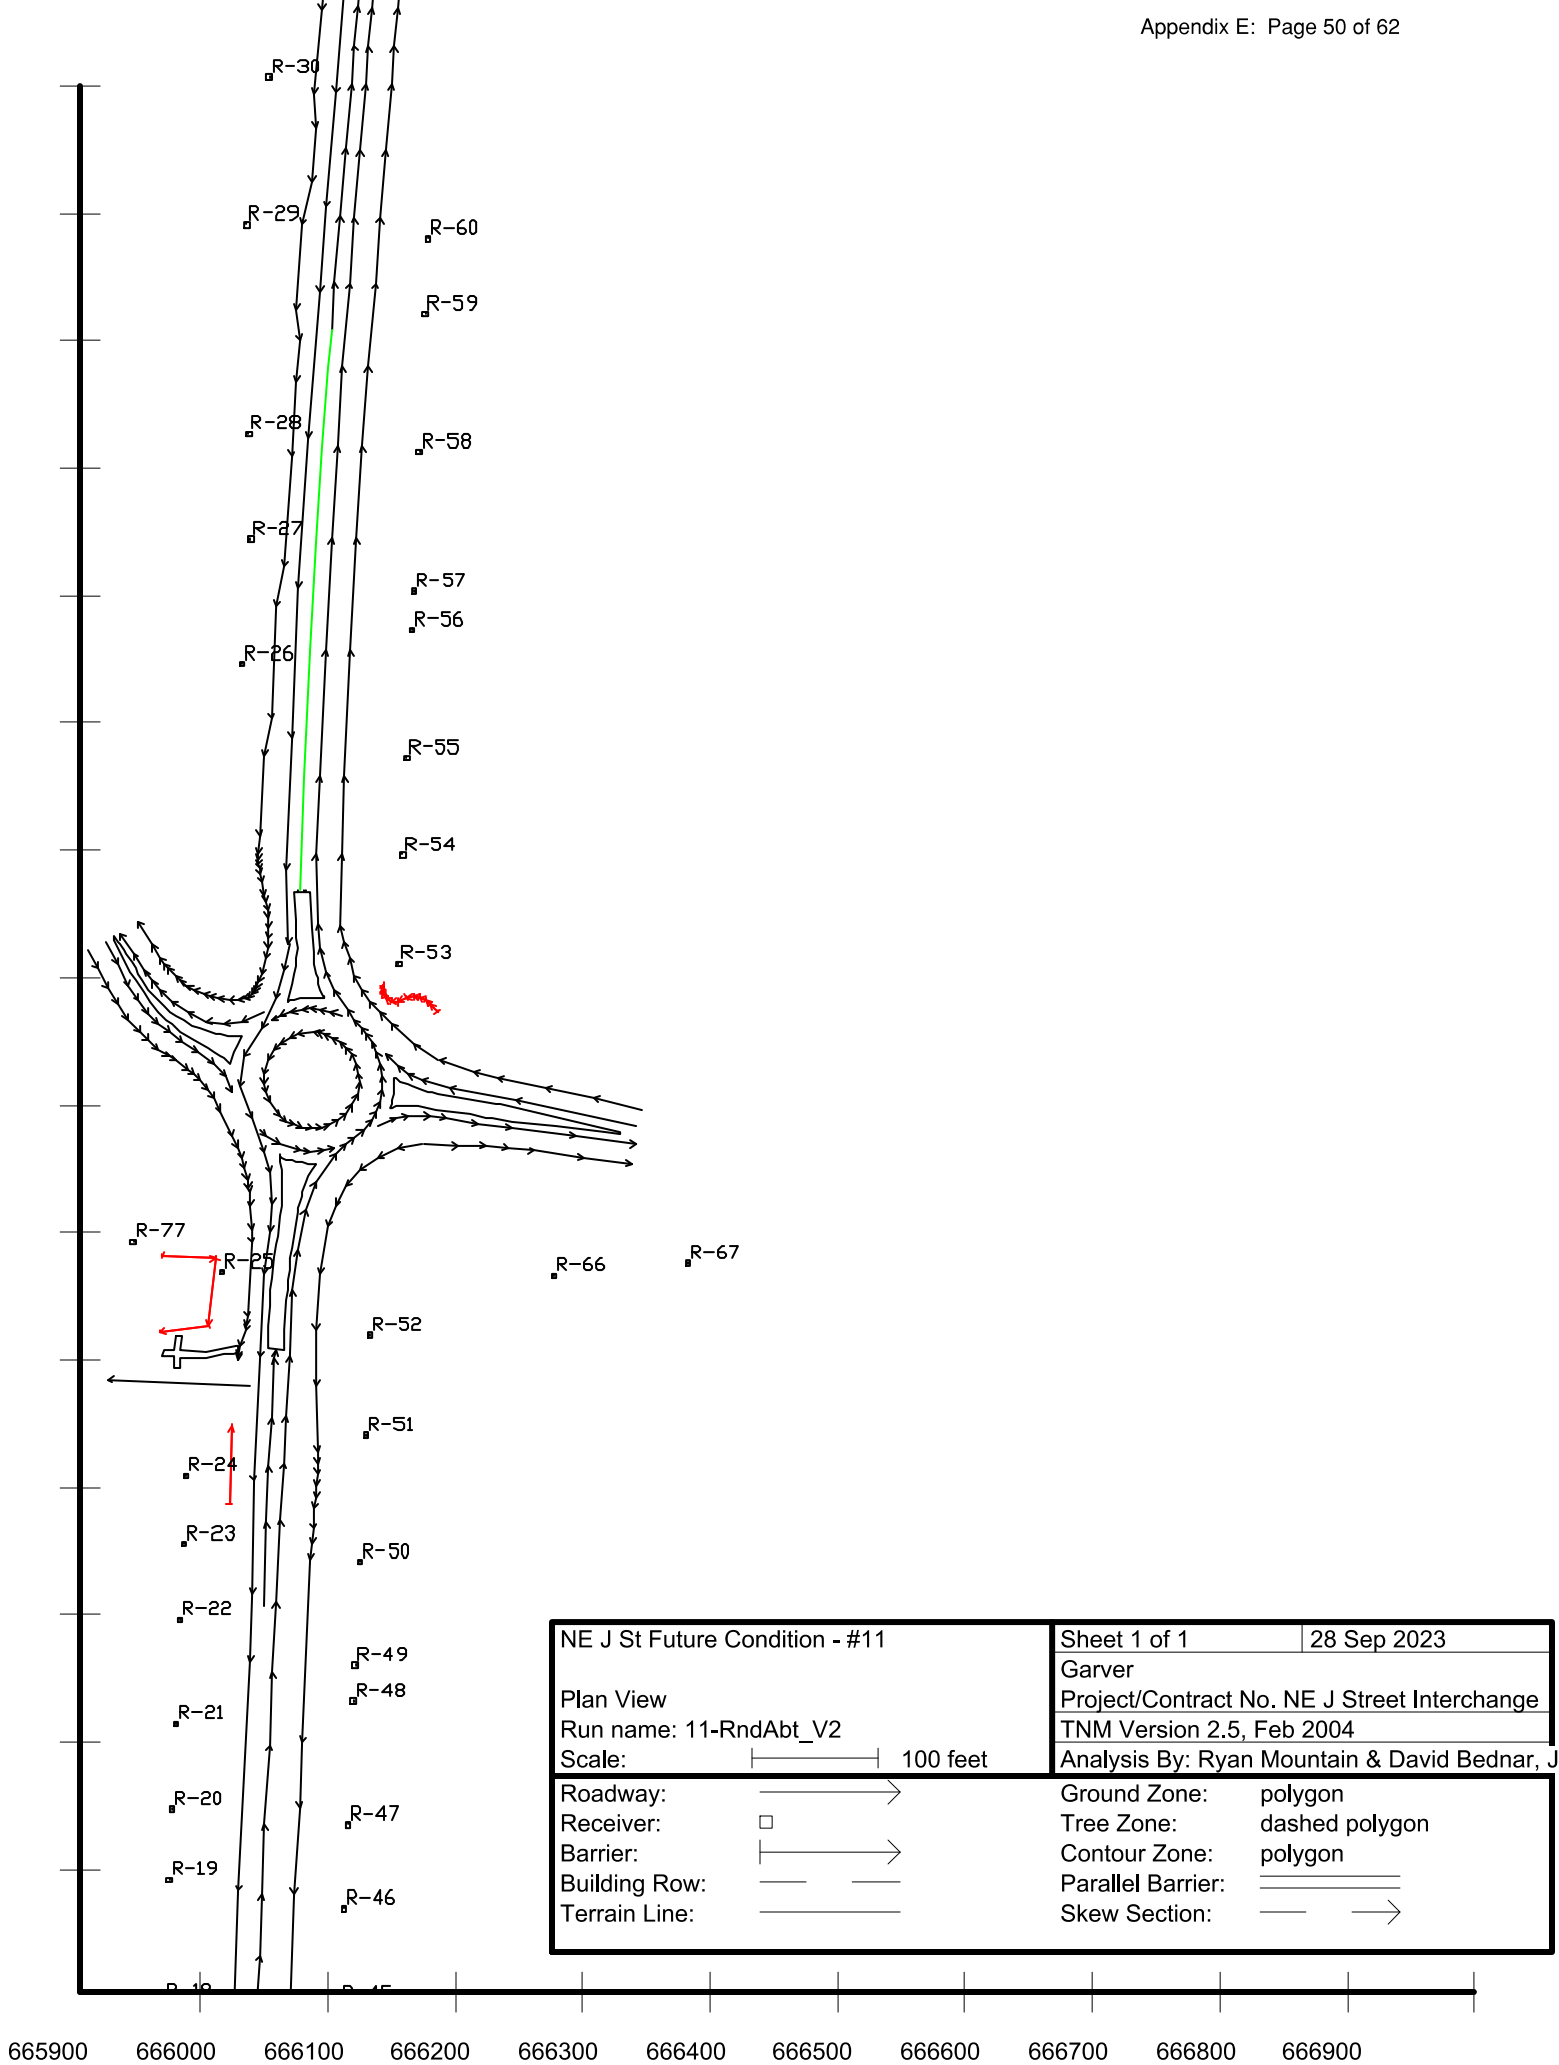 Appendix E: Page 50 of 62
R-30
R-29
R-60
R-59
R-28
R-58
R-27
R-57
R-56
R-26
R-55
R-54
R-53
R-77
R-25
R-66
R-67
R-52
R-51
R-24
R-23
R-50
R-22
R-49
R-48
R-21
R-20
R-47
R-19
R-46
NE J St Future Condition - #11
Plan View
Run name: 11-RndAbt_V2
Scale: 100 feet
Sheet 1 of 1 28 Sep 2023
Garver
Project/Contract No. NE J Street Interchange
TNM Version 2.5, Feb 2004
Analysis By: Ryan Mountain & David Bednar, J
Roadway:
Receiver:
Barrier:
Building Row:
Terrain Line:
Ground Zone: polygon
Tree Zone: dashed polygon
Contour Zone: polygon
Parallel Barrier:
Skew Section:
665900 666000 666100 666200 666300 666400 666500 666600 666700 666800 666900